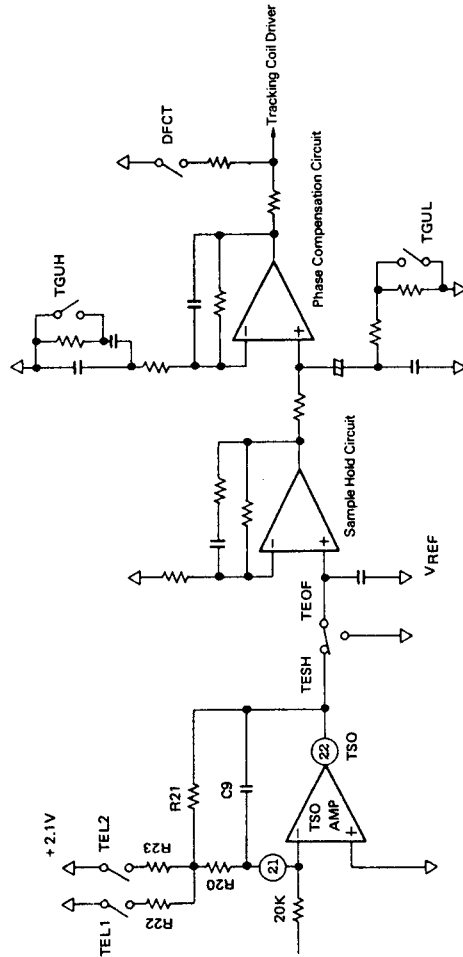 TEL1
+ 2.1V
TEL2
R22
R23
R20
R21
C9
21
20K
TSO
AMP
22
TSO
TESH
TEOF
VREF
Sample Hold Circuit
TGUH
Phase Compensation Circuit
DFCT
Tracking Coil Driver
TGUL